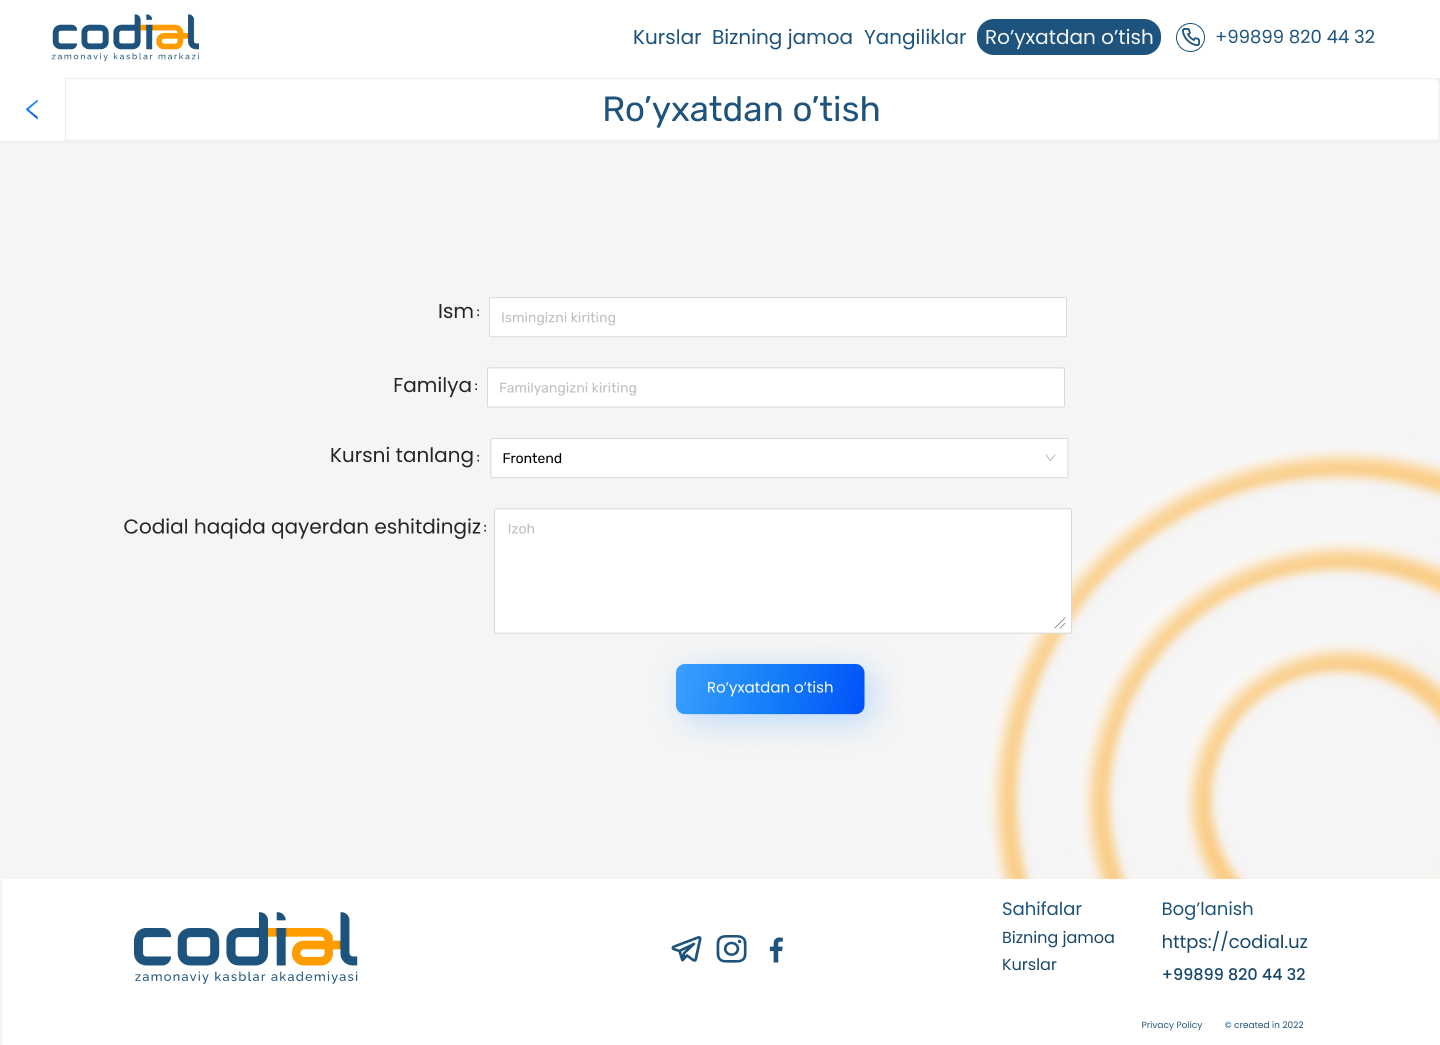 codial
zamonaviy kasblar markazi
Kurslar Bizning jamoa Yangiliklar Ro’yxatdan o’tish +99899 820 44 32
Ro’yxatdan o’tish
Ism :
Ismingizni kiriting
Familya :
Familyangizni kiriting
Kursni tanlang :
Frontend
Codial haqida qayerdan eshitdingiz :
Izoh
Ro’yxatdan o’tish
codial
zamonaviy kasblar akademiyasi
Sahifalar
Bizning jamoa
Kurslar
Bog’lanish
https://codial.uz
+99899 820 44 32
Privacy Policy © created in 2022